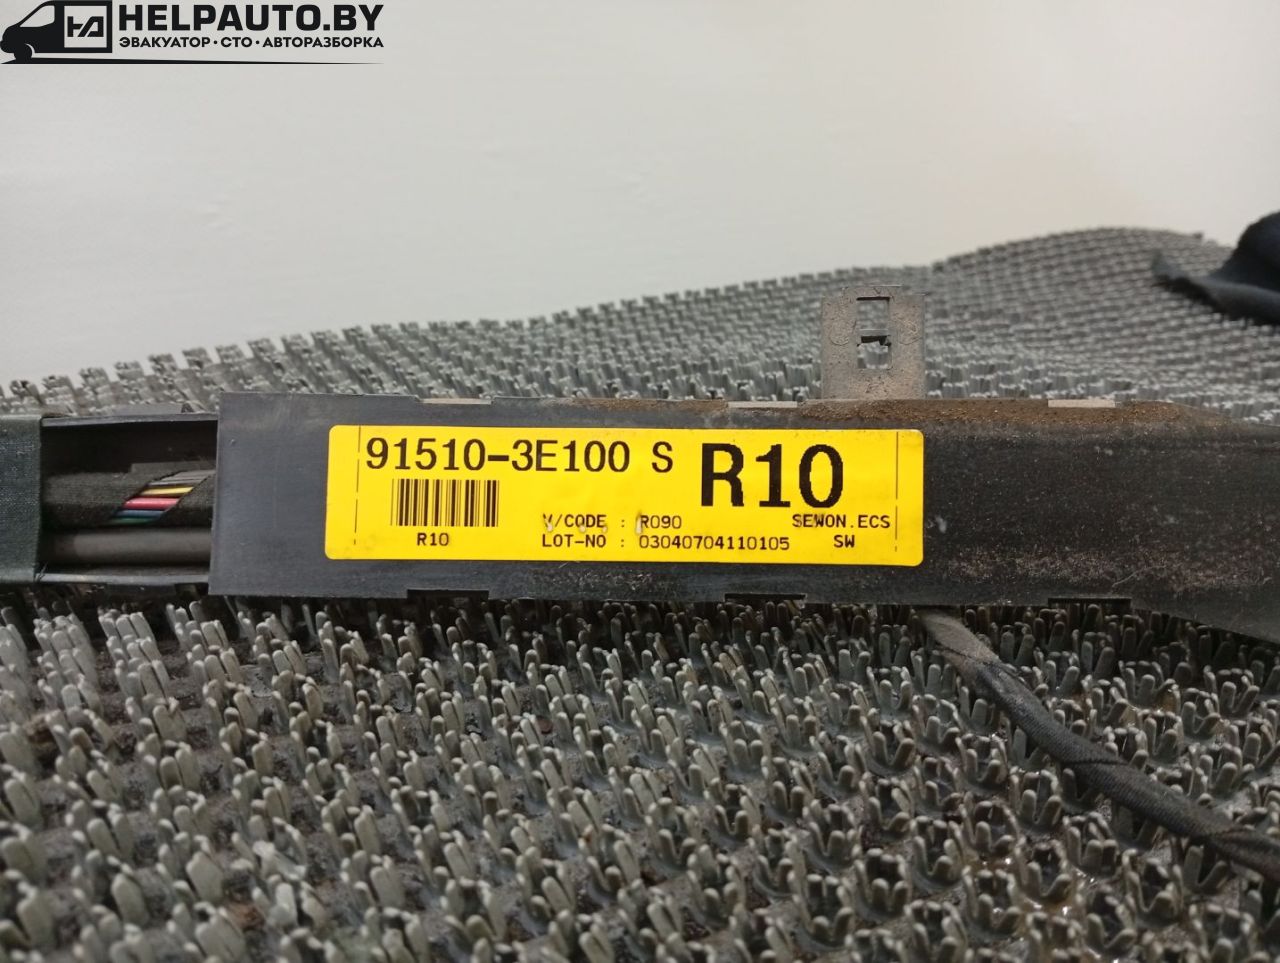 HELPAUTO.BY
ЭВАКУАТОР·СТО·АВТОРАЗБОРКА
91510-3E100 S R10
R10
V/CODE : R090 SEWON.ECS
LOT-NO : 03040704110105 SW